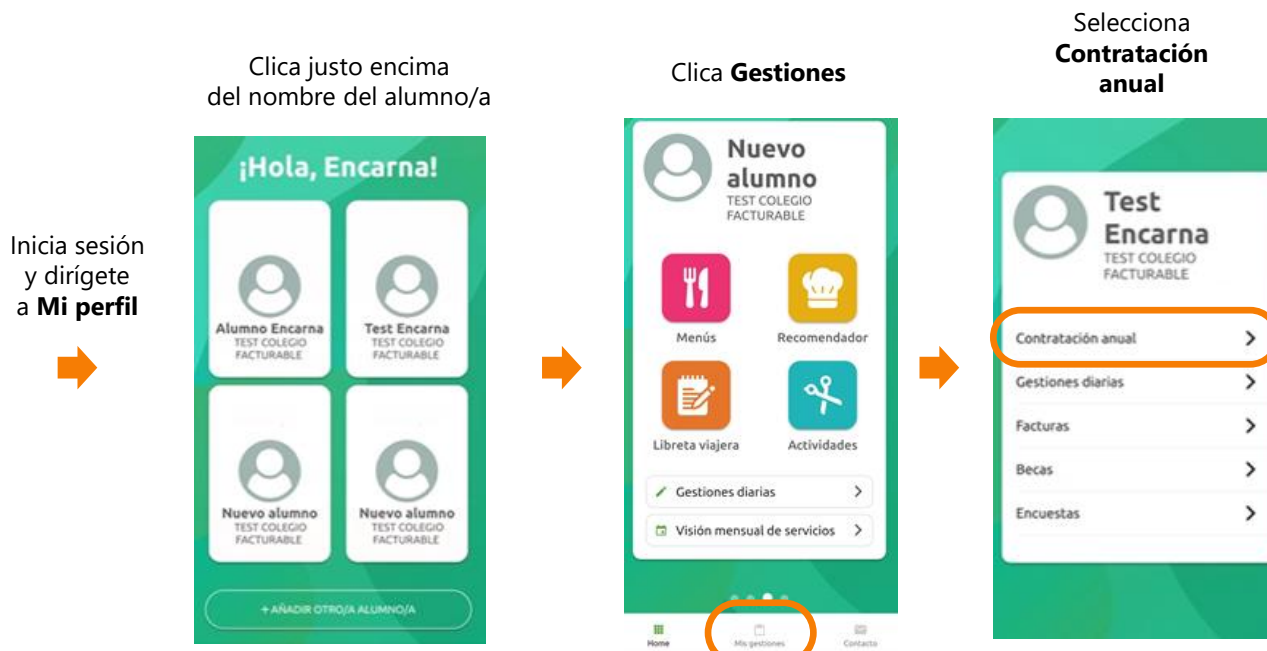 Inicia sesión
y dirígete
a Mi perfil
Clica justo encima
del nombre del alumno/a
¡Hola, Encarna!
Alumno Encarna
TEST COLEGIO
FACTURABLE
Test Encarna
TEST COLEGIO
FACTURABLE
Nuevo alumno
TEST COLEGIO
FACTURABLE
Nuevo alumno
TEST COLEGIO
FACTURABLE
+ AÑADIR OTRO/A ALUMNO/A
Clica Gestiones
Nuevo
alumno
TEST COLEGIO
FACTURABLE
Menús
Recomendador
Libreta viajera
Actividades
Gestiones diarias
Visión mensual de servicios
Home
Mis gestiones
Contacto
Selecciona
Contratación
anual
Test
Encarna
TEST COLEGIO
FACTURABLE
Contratación anual
Gestiones diarias
Facturas
Becas
Encuestas